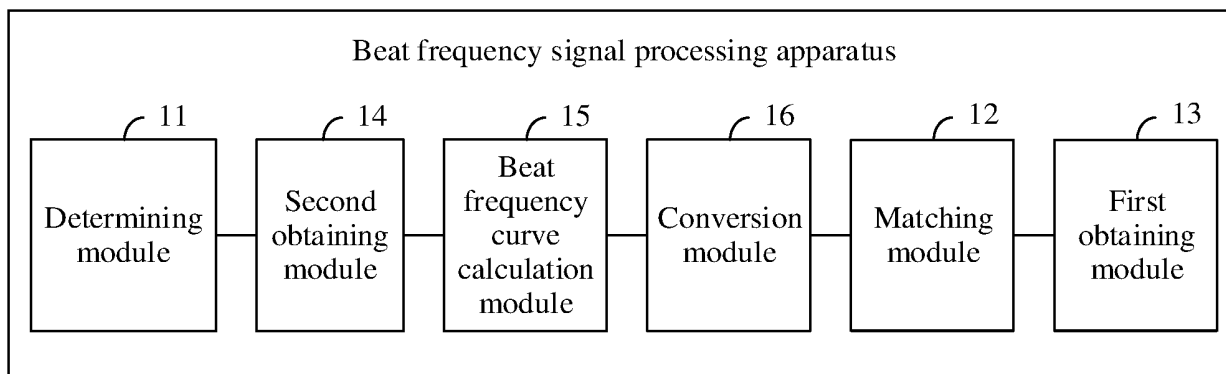 Beat frequency signal processing apparatus
11
14
15
16
12
13
Determining
module
Second
obtaining
module
Beat
frequency
curve
calculation
module
Conversion
module
Matching
module
First
obtaining
module